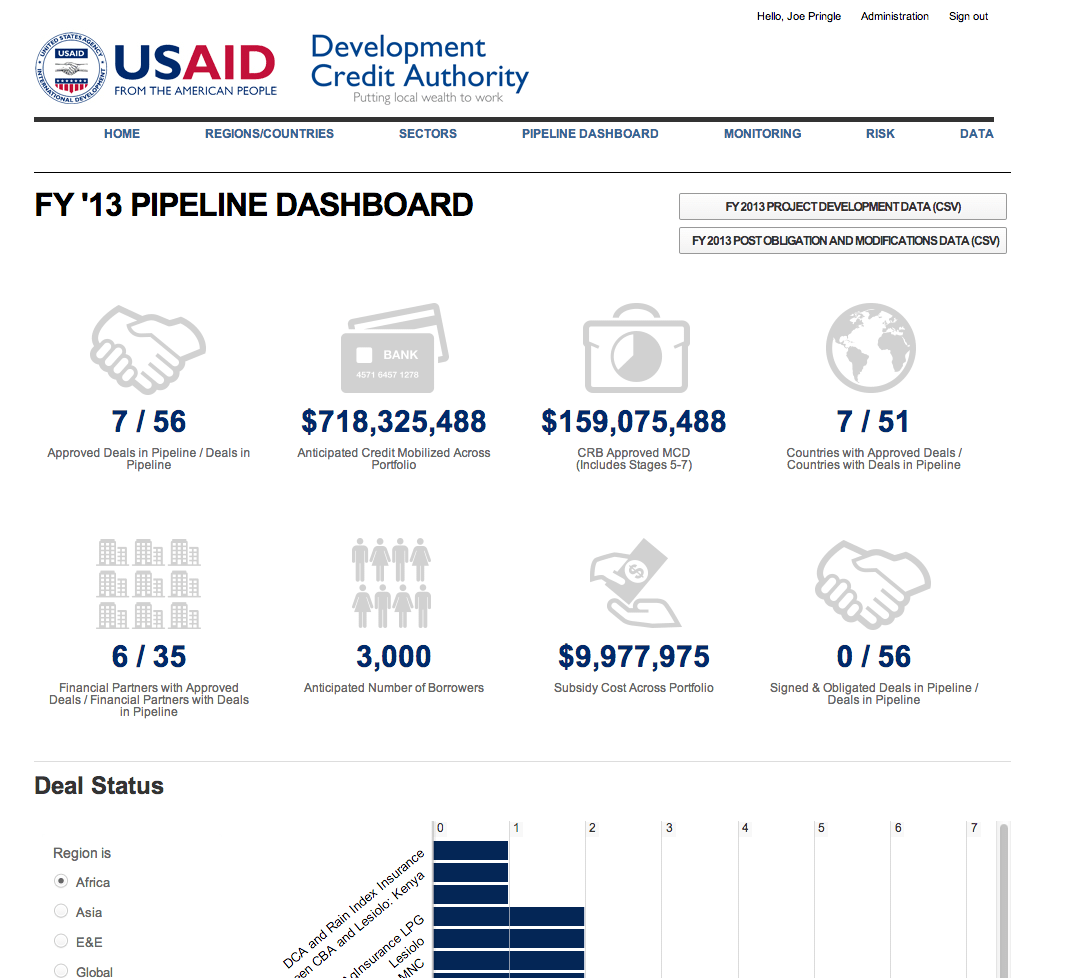 Hello, Joe Pringle Administration Sign out
UNITED STATES AGENCY
USAID
INTERNATIONAL DEVELOPMENT
USAID
FROM THE AMERICAN PEOPLE
Development
Credit Authority
Putting local wealth to work
HOME REGIONS/COUNTRIES SECTORS PIPELINE DASHBOARD MONITORING RISK DATA
FY '13 PIPELINE DASHBOARD
FY 2013 PROJECT DEVELOPMENT DATA (CSV)
FY 2013 POST OBLIGATION AND MODIFICATIONS DATA (CSV)
BANK
4571 6457 1278
7 / 56
Approved Deals in Pipeline / Deals in
Pipeline
$718,325,488
Anticipated Credit Mobilized Across
Portfolio
$159,075,488
CRB Approved MCD
(Includes Stages 5-7)
7 / 51
Countries with Approved Deals /
Countries with Deals in Pipeline
$
6 / 35
Financial Partners with Approved
Deals / Financial Partners with Deals
in Pipeline
3,000
Anticipated Number of Borrowers
$9,977,975
Subsidy Cost Across Portfolio
0 / 56
Signed & Obligated Deals in Pipeline /
Deals in Pipeline
Deal Status
Region is
Africa
Asia
E&E
Global
0 1 2 3 4 5 6 7
DCA and Rain Index Insurance
CBA and Lesiolo: Kenya
LPG
Lesiolo
MNC